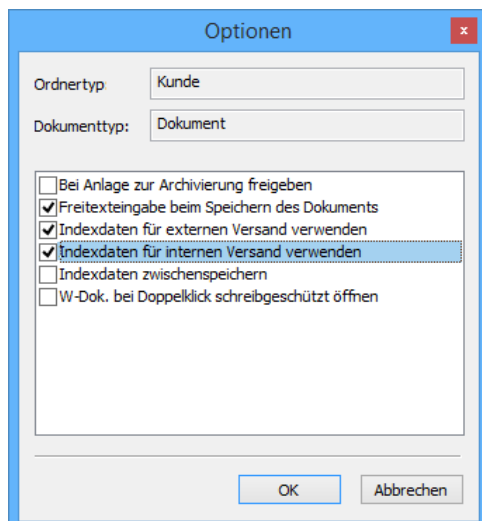 Optionen
x
Ordnertyp
Kunde
Dokumenttyp:
Dokument
Bei Anlage zur Archivierung freigeben
Freitexteingabe beim Speichern des Dokuments
Indexdaten für externen Versand verwenden
Indexdaten für internen Versand verwenden
Indexdaten zwischenspeichern
W-Dok. bei Doppelklick schreibgeschützt öffnen
OK
Abbrechen